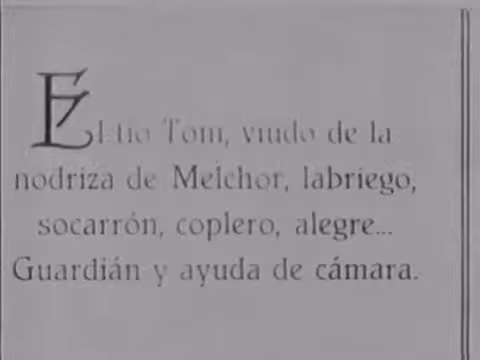 El tío Tom, viudo de la
nodriza de Melchor, labriego,
socarrón, coplero, alegre...
Guardián y ayuda de cámara.